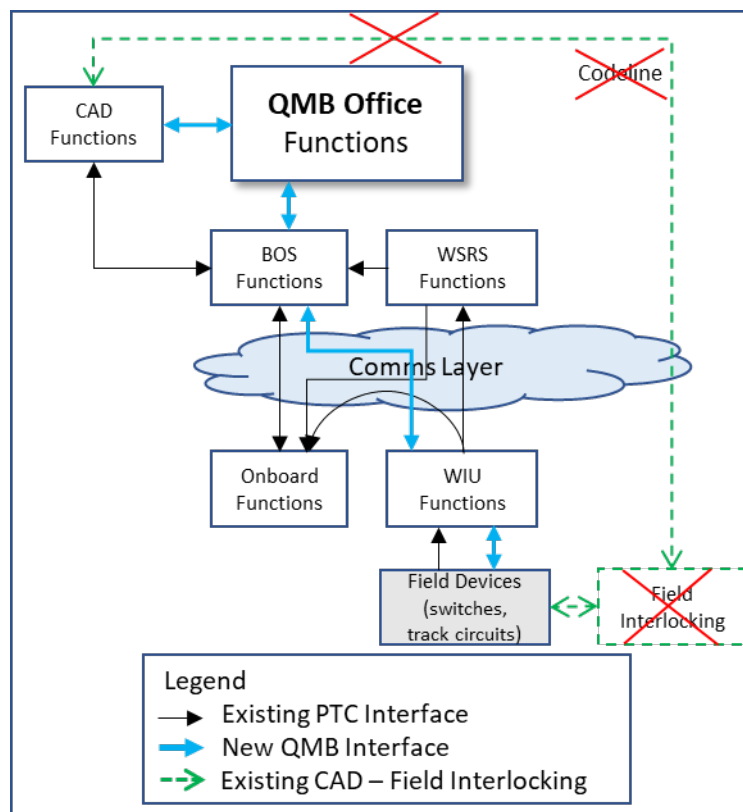 Codeline
CAD
Functions
QMB Office
Functions
BOS
Functions
WSRS
Functions
Comms Layer
Onboard
Functions
WIU
Functions
Field Devices
(switches,
track circuits)
Field
Interlocking
Legend
Existing PTC Interface
New QMB Interface
Existing CAD – Field Interlocking